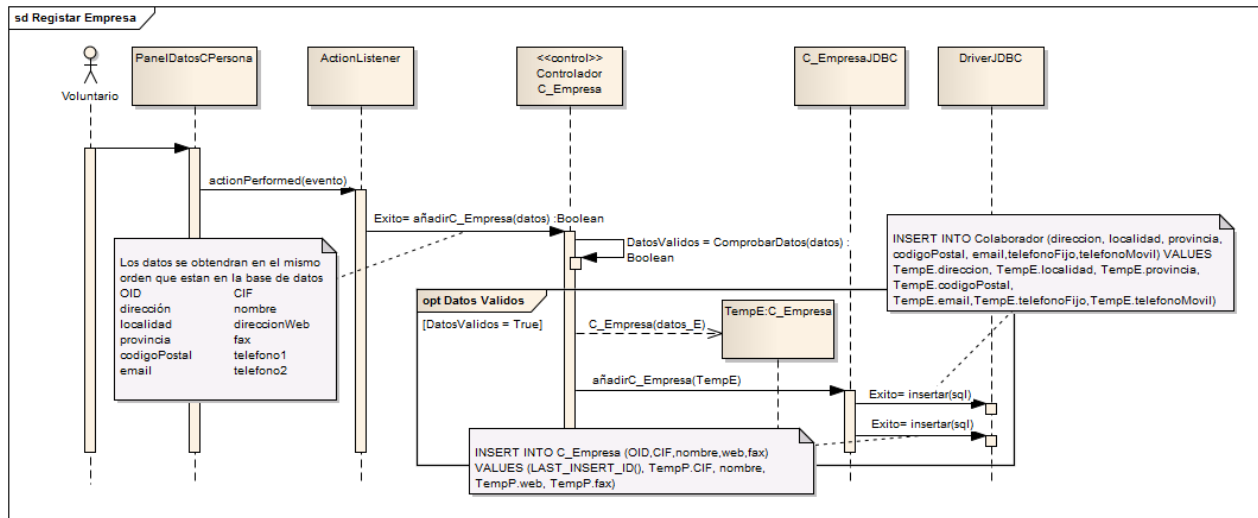 sd Registar Empresa
Voluntario
PanelDatosCPersona
ActionListener
<<control>>
Controlador
C_Empresa
C_EmpresaJDBC
DriverJDBC
actionPerformed(evento)
Exito= añadirC_Empresa(datos) :Boolean
DatosValidos = ComprobarDatos(datos) :
Boolean
Los datos se obtendran en el mismo
orden que estan en la base de datos
OID CIF
dirección nombre
localidad direccionWeb
provincia fax
codigoPostal telefono1
email telefono2
INSERT INTO Colaborador (direccion, localidad, provincia,
codigoPostal, email,telefonoFijo,telefonoMovil) VALUES
TempE.direccion, TempE.localidad, TempE.provincia,
TempE.codigoPostal,
TempE.email,TempE.telefonoFijo,TempE.telefonoMovil)
opt Datos Validos
[DatosValidos = True]
C_Empresa(datos_E)
TempE:C_Empresa
añadirC_Empresa(TempE)
Exito= insertar(sql)
Exito= insertar(sql)
INSERT INTO C_Empresa (OID,CIF,nombre,web,fax)
VALUES (LAST_INSERT_ID(), TempP.CIF, nombre,
TempP.web, TempP.fax)